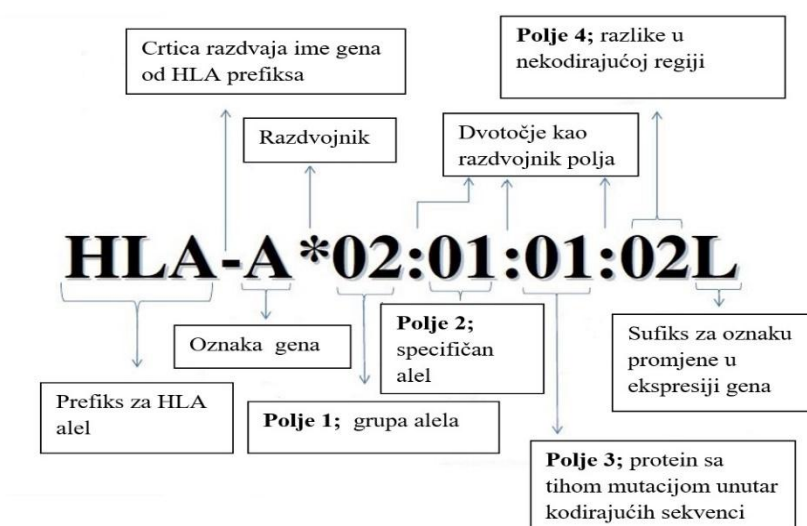 Crtica razdvaja ime gena
od HLA prefiksa
Polje 4; razlike u
nekodirajućoj regiji
Razdvojnik
Dvotočje kao
razdvojnik polja
HLA-A*02:01:01:02L
Oznaka gena
Polje 2;
specifičan
alel
Sufiks za oznaku
promjene u
ekspresiji gena
Prefiks za HLA
alel
Polje 1; grupa alela
Polje 3; protein sa
tihom mutacijom unutar
kodirajućih sekvenci